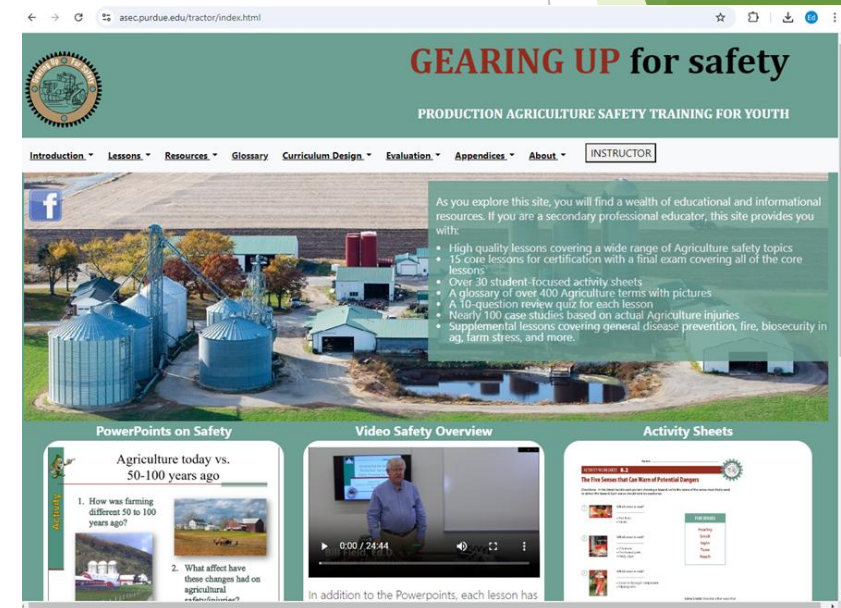 asec.purdue.edu/tractor/index.html
Ed
Gearing Up For Safety
GEARING UP for safety
PRODUCTION AGRICULTURE SAFETY TRAINING FOR YOUTH
Introduction Lessons Resources Glossary Curriculum Design Evaluation Appendices About INSTRUCTOR
f
As you explore this site, you will find a wealth of educational and informational
resources. If you are a secondary professional educator, this site provides you
with:
• High quality lessons covering a wide range of Agriculture safety topics
• 15 core lessons for certification with a final exam covering all of the core
lessons
• Over 30 student-focused activity sheets
• A glossary of over 400 Agriculture terms with pictures
• A 10-question review quiz for each lesson
• Nearly 100 case studies based on actual Agriculture injuries
• Supplemental lessons covering general disease prevention, fire, biosecurity in
ag, farm stress, and more.
PowerPoints on Safety
Activity
Agriculture today vs.
50-100 years ago
1. How was farming
different 50 to 100
years ago?
2. What affect have
these changes had on
agricultural
safety/injuries?
Video Safety Overview
Bill Field, Ed.D.
0:00 / 24:44
In addition to the Powerpoints, each lesson has
Activity Sheets
The Five Senses that Can Warn of Potential Dangers
FIVE SENSES
Hearing
Smell
Sight
Taste
Touch